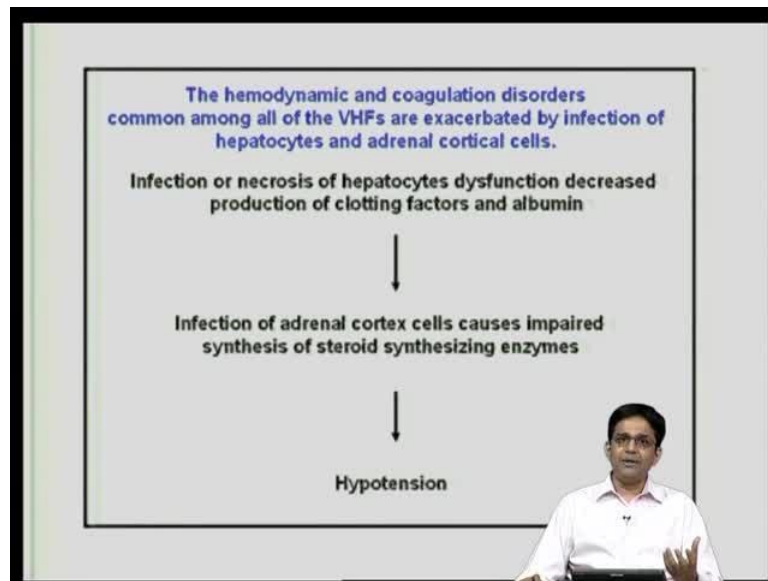 The hemodynamic and coagulation disorders
common among all of the VHFs are exacerbated by infection of
hepatocytes and adrenal cortical cells.
Infection or necrosis of hepatocytes dysfunction decreased
production of clotting factors and albumin
Infection of adrenal cortex cells causes impaired
synthesis of steroid synthesizing enzymes
Hypotension